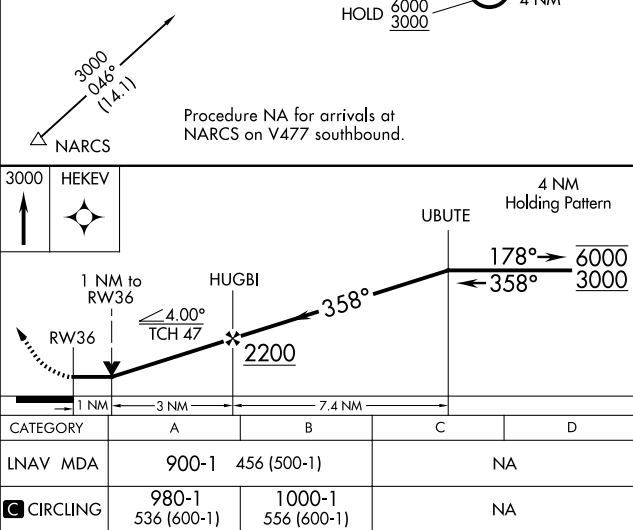 HOLD 6000 4 NM
3000
3000
046°
(14.1)
NARCS
Procedure NA for arrivals at
NARCS on V477 southbound.
3000 HEKEV
4 NM
Holding Pattern
UBUTE
178° 6000
358° 3000
1 NM to
RW36
HUGBI
358°
4.00°
TCH 47
RW36
2200
1 NM 3 NM 7.4 NM
CATEGORY A B C D
LNAV MDA 900-1 456 (500-1) NA
C CIRCLING 980-1 1000-1 NA
536 (600-1) 556 (600-1)